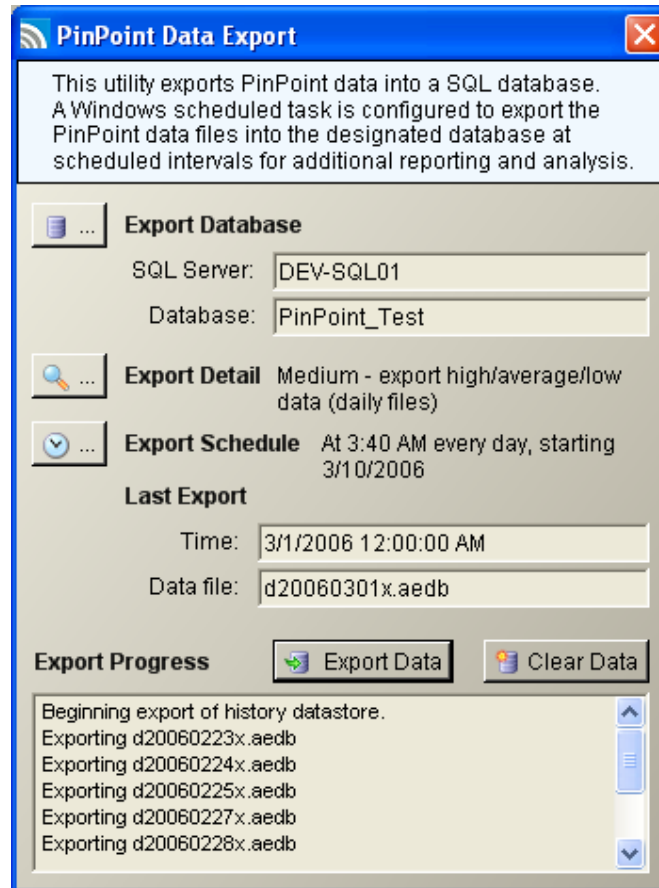 PinPoint Data Export
This utility exports PinPoint data into a SQL database.
A Windows scheduled task is configured to export the
PinPoint data files into the designated database at
scheduled intervals for additional reporting and analysis.
... Export Database
SQL Server: DEV-SQL01
Database: PinPoint_Test
... Export Detail Medium - export high/average/low
data (daily files)
... Export Schedule At 3:40 AM every day, starting
3/10/2006
Last Export
Time: 3/1/2006 12:00:00 AM
Data file: d20060301x.aedb
Export Progress Export Data Clear Data
Beginning export of history datastore.
Exporting d20060223x.aedb
Exporting d20060224x.aedb
Exporting d20060225x.aedb
Exporting d20060227x.aedb
Exporting d20060228x.aedb